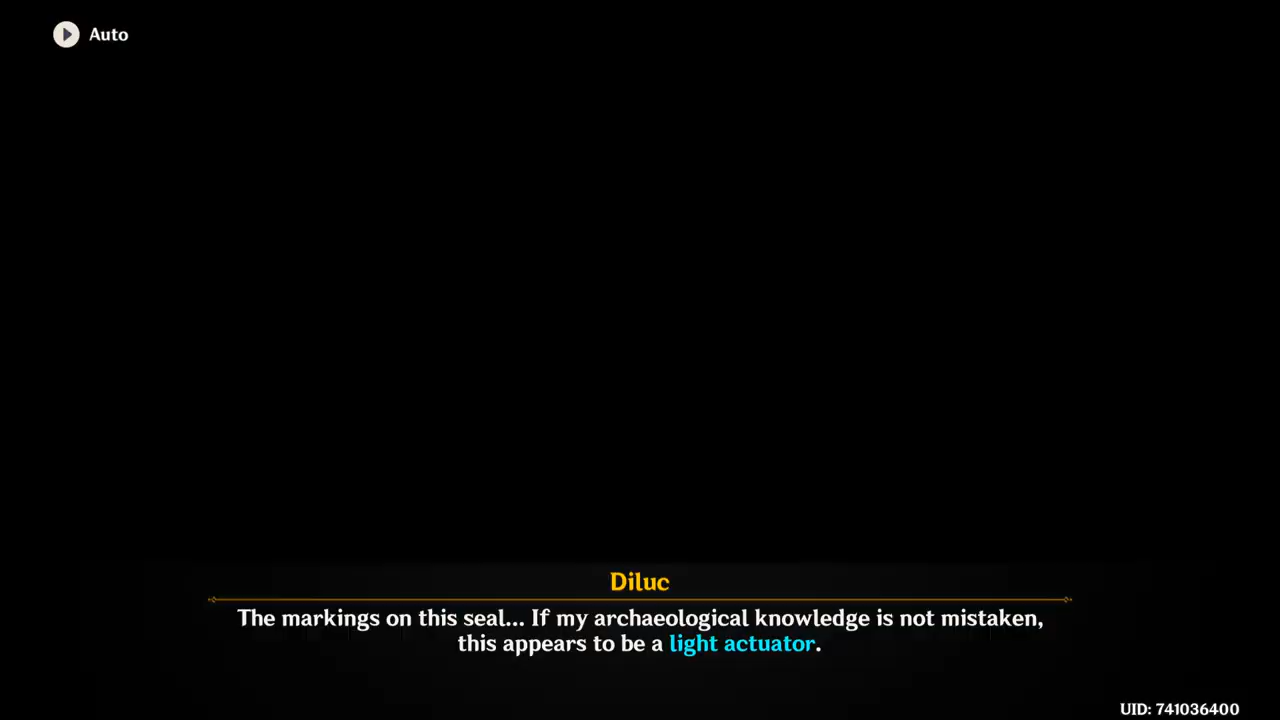 Auto
Diluc
The markings on this seal... If my archaeological knowledge is not mistaken,
this appears to be a light actuator.
UID: 741036400